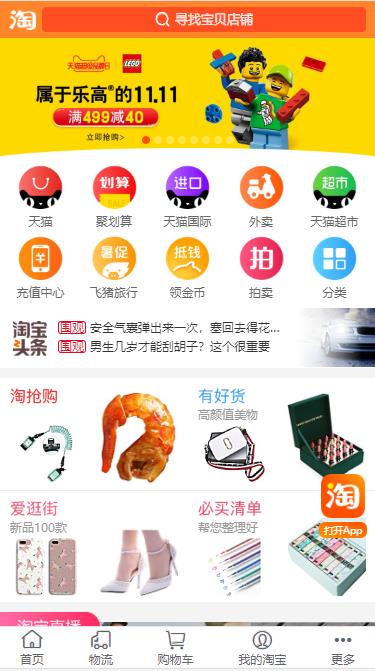 淘
寻找宝贝店铺
天猫超级品牌日 LEGO
属于乐高®的11.11
满499减40
立即抢购>
划算
SALE
进口
超市
天猫
聚划算
天猫国际
外卖
天猫超市
暑促
抵钱
拍
充值中心
飞猪旅行
领金币
拍卖
分类
淘宝头条
围观 安全气囊弹出来一次，塞回去得花...
围观 男生几岁才能刮胡子？这个很重要
淘抢购
有好货
高颜值美物
爱逛街
新品100款
必买清单
帮您整理好
淘
打开App
淘宝直播
首页
物流
购物车
我的淘宝
更多